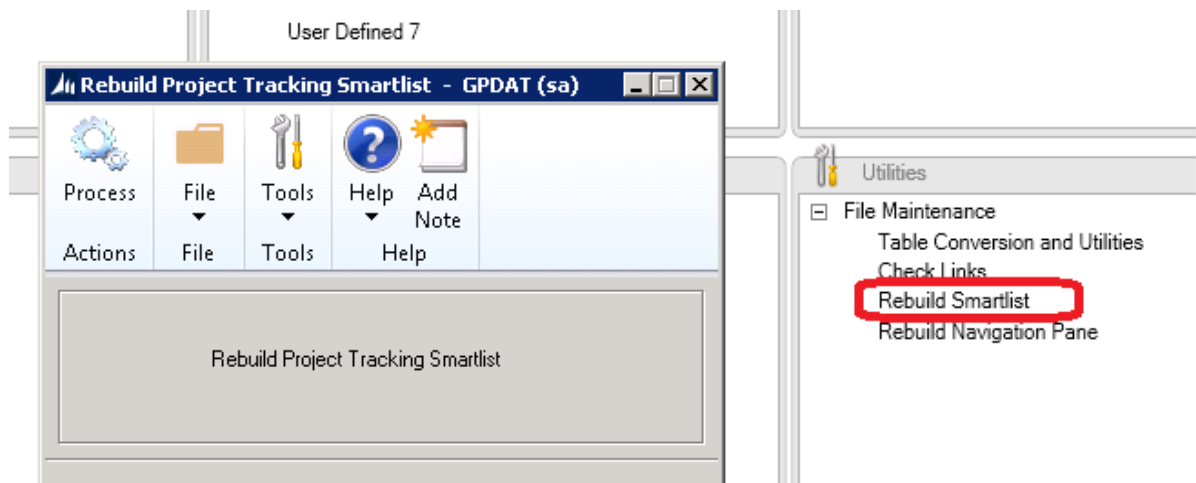 User Defined 7
Rebuild Project Tracking Smartlist - GPDAT (sa)
Process File Tools Help Add Note
Actions File Tools Help
Rebuild Project Tracking Smartlist
Utilities
File Maintenance
Table Conversion and Utilities
Check Links
Rebuild Smartlist
Rebuild Navigation Pane